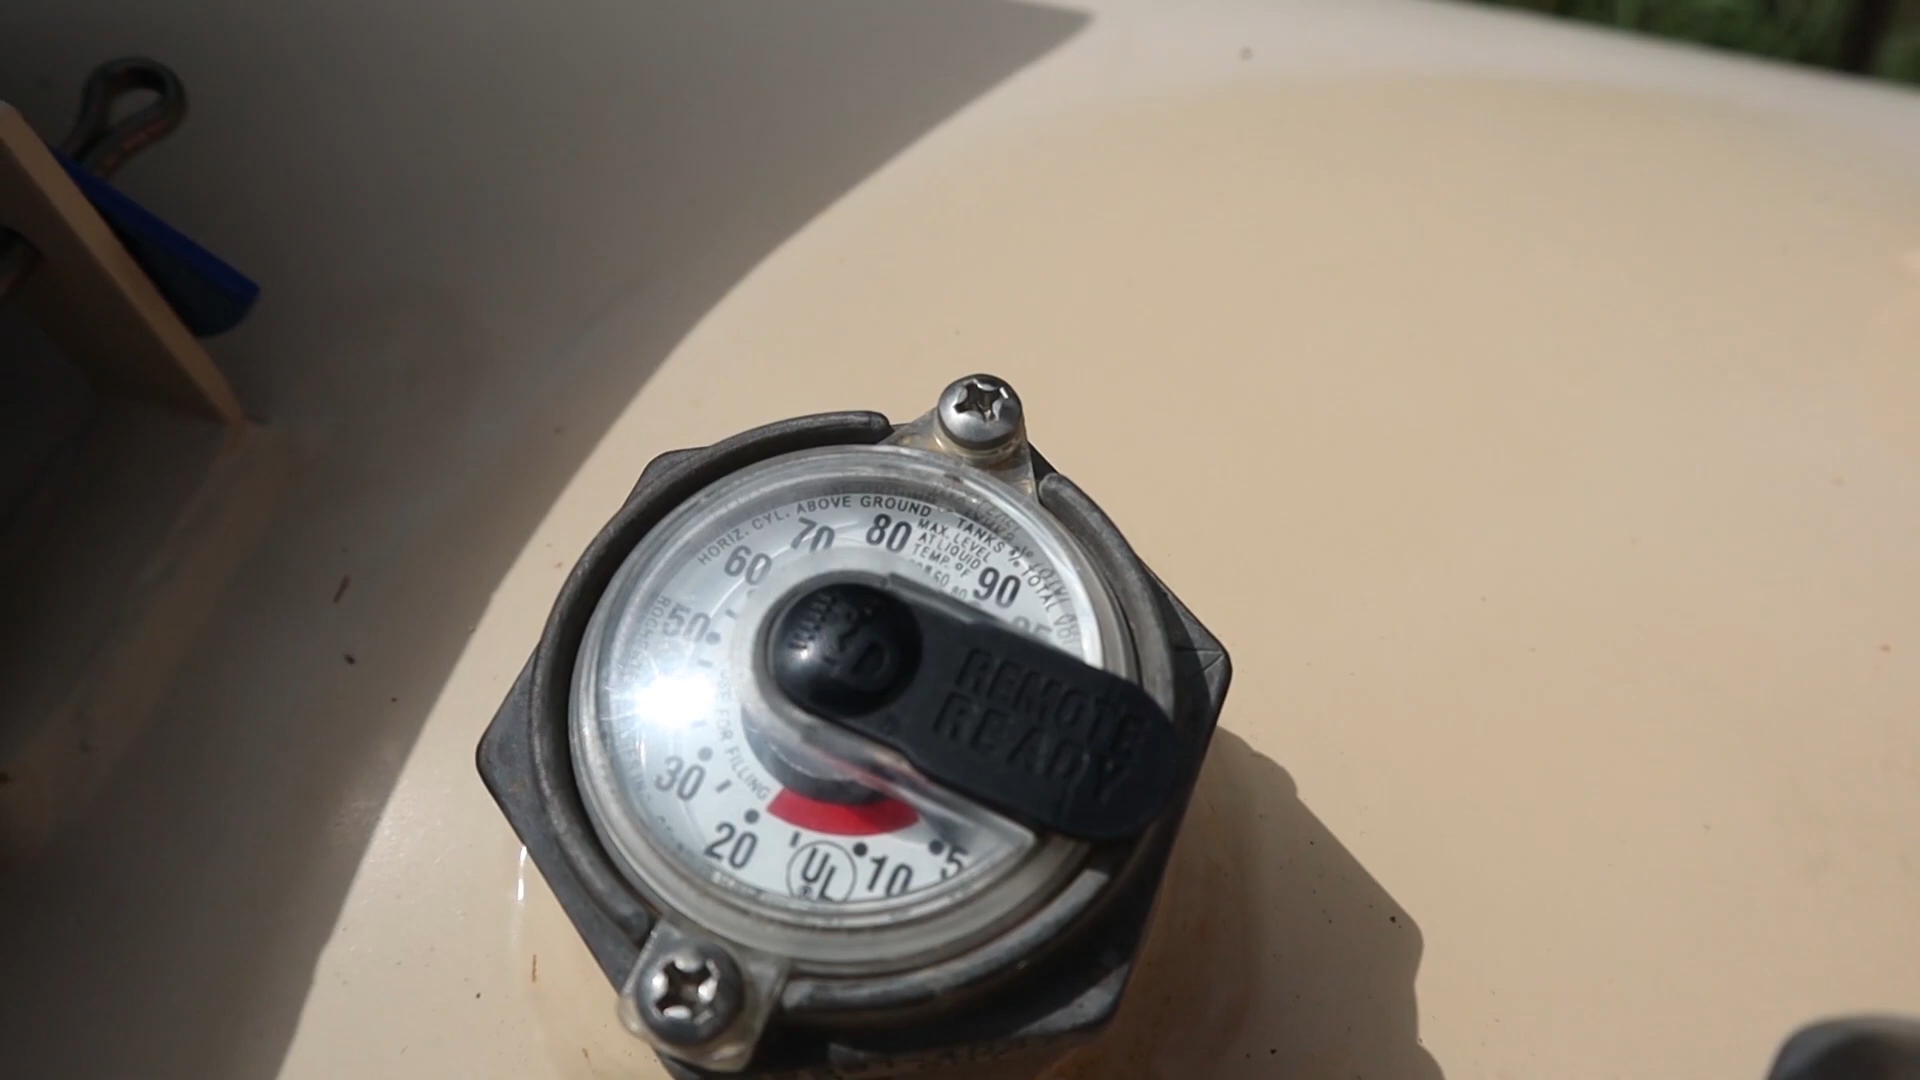 HORIZ. CYL. ABOVE GROUND TANKS % TOTAL
80
MAX. LEVEL
AT LIQUID
TEMP. °F
70
60
90
50
REMOTE
READY
USE FOR FILLING
30
20
UL
®
10
5